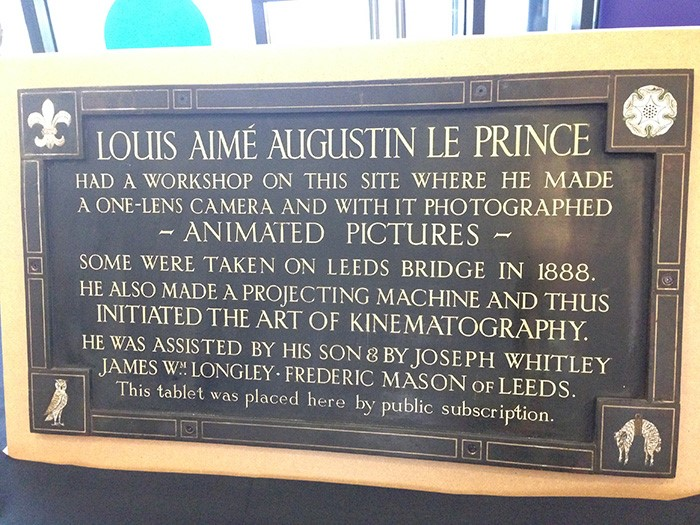 LOUIS AIMÉ AUGUSTIN LE PRINCE
HAD A WORKSHOP ON THIS SITE WHERE HE MADE
A ONE-LENS CAMERA AND WITH IT PHOTOGRAPHED
~ ANIMATED PICTURES ~
SOME WERE TAKEN ON LEEDS BRIDGE IN 1888.
HE ALSO MADE A PROJECTING MACHINE AND THUS
INITIATED THE ART OF KINEMATOGRAPHY.
HE WAS ASSISTED BY HIS SON & BY JOSEPH WHITLEY
JAMES Wᴹ. LONGLEY · FREDERIC MASON OF LEEDS.
This tablet was placed here by public subscription.